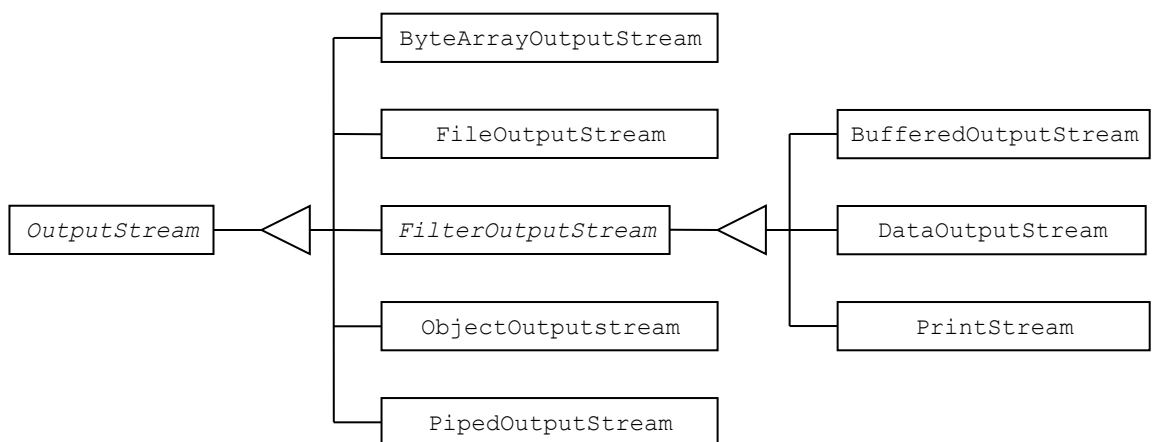 ByteArrayOutputStream
FileOutputStream
BufferedOutputStream
OutputStream
FilterOutputStream
DataOutputStream
ObjectOutputstream
PrintStream
PipedOutputStream